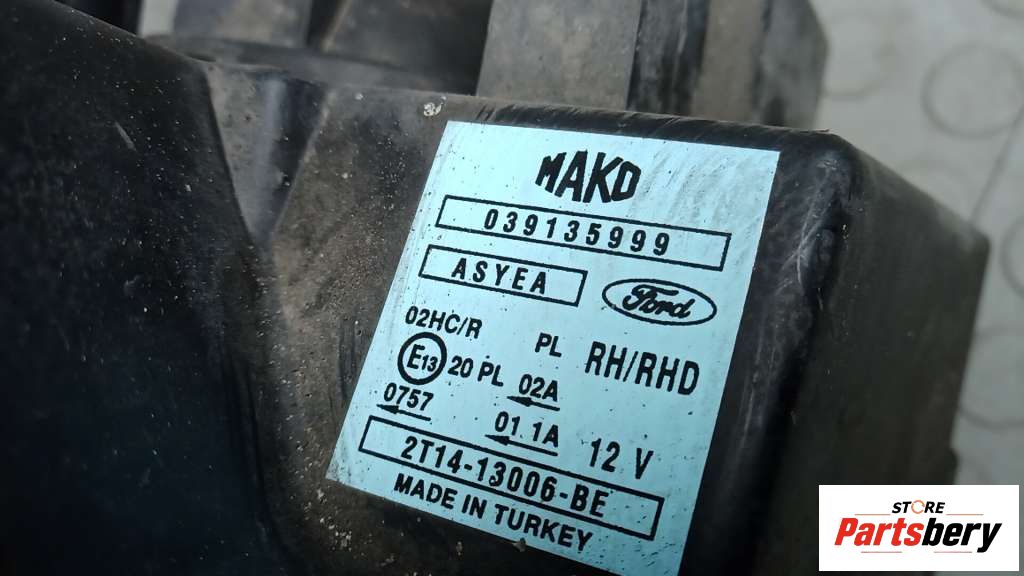 MAKO
039135999
ASYEA
Ford
02HC/R PL RH/RHD
E13 20 PL 02A
0757 01 1A 12 V
2T14-13006-BE
MADE IN TURKEY
STORE
Partsbery